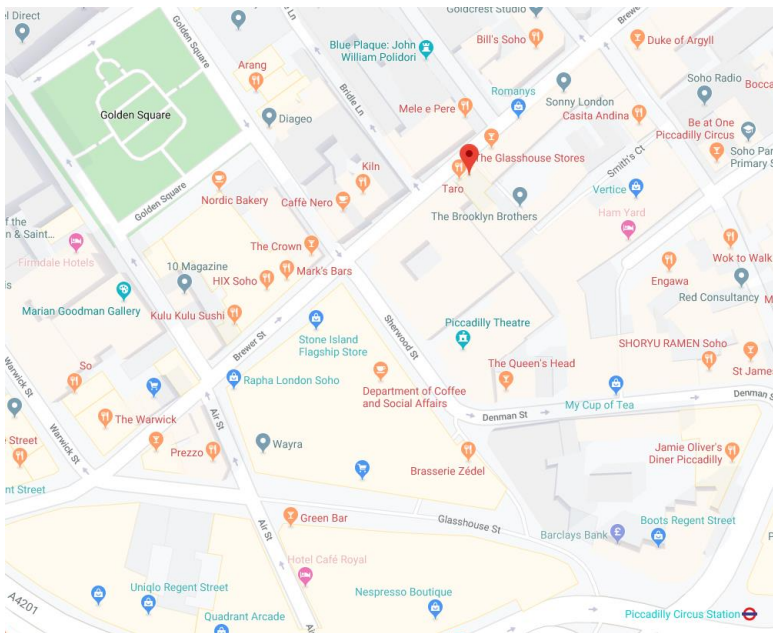 el Direct
Golden Square
Goldcrest Studio
Brewer
Ln
Bill's Soho
Duke of Argyll
Blue Plaque: John
William Polidori
Arang
Bridle Ln
Romanys
Soho Radio
Bocca
Golden Square
Diageo
Mele e Pere
Sonny London
Casita Andina
Be at One
Piccadilly Circus
The Glasshouse Stores
Smith's Ct
Soho Par
Primary S
Kiln
Taro
Golden Square
Nordic Bakery
Caffè Nero
The Brooklyn Brothers
Vertice
Ham Yard
f the
n & Saint...
Firmdale Hotels
The Crown
Wok to Walk
10 Magazine
HIX Soho
Mark's Bars
Engawa
Red Consultancy
Marian Goodman Gallery
Kulu Kulu Sushi
Brewer St
Stone Island
Flagship Store
Sherwood St
Piccadilly Theatre
SHORYU RAMEN Soho
Warwick St
So
Rapha London Soho
Department of Coffee
and Social Affairs
The Queen's Head
St James
My Cup of Tea
Denman St
Denman St
The Warwick
Air St
Warwick St
Street
Prezzo
Wayra
Brasserie Zédel
Jamie Oliver's
Diner Piccadilly
nt Street
Green Bar
Glasshouse St
Air St
Barclays Bank
Boots Regent Street
Hotel Café Royal
A4201
Uniqlo Regent Street
Nespresso Boutique
Quadrant Arcade
Air St
Piccadilly Circus Station